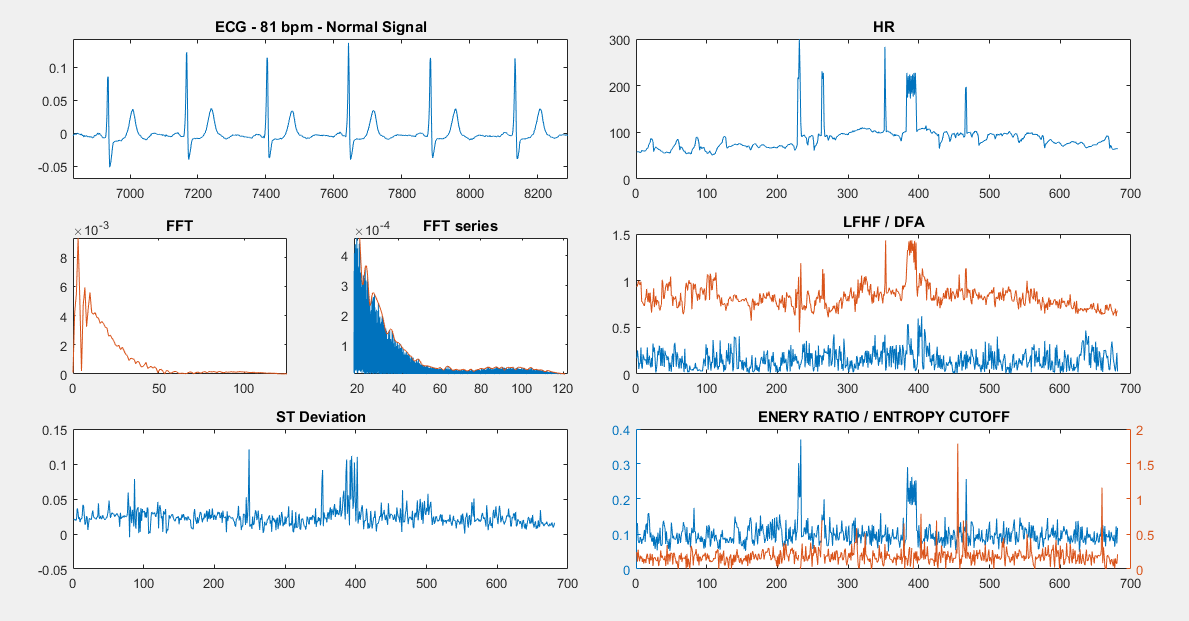 ECG - 81 bpm - Normal Signal
0.1
0.05
0
-0.05
7000 7200 7400 7600 7800 8000 8200
HR
300
200
100
0
0 100 200 300 400 500 600 700
FFT
×10-3
8
6
4
2
0
0 50 100
FFT series
×10-4
4
3
2
1
20 40 60 80 100 120
LFHF / DFA
1.5
1
0.5
0
0 100 200 300 400 500 600 700
ST Deviation
0.15
0.1
0.05
0
-0.05
0 100 200 300 400 500 600 700
ENERY RATIO / ENTROPY CUTOFF
0.4 2
0.3 1.5
0.2 1
0.1 0.5
0 0
0 100 200 300 400 500 600 700